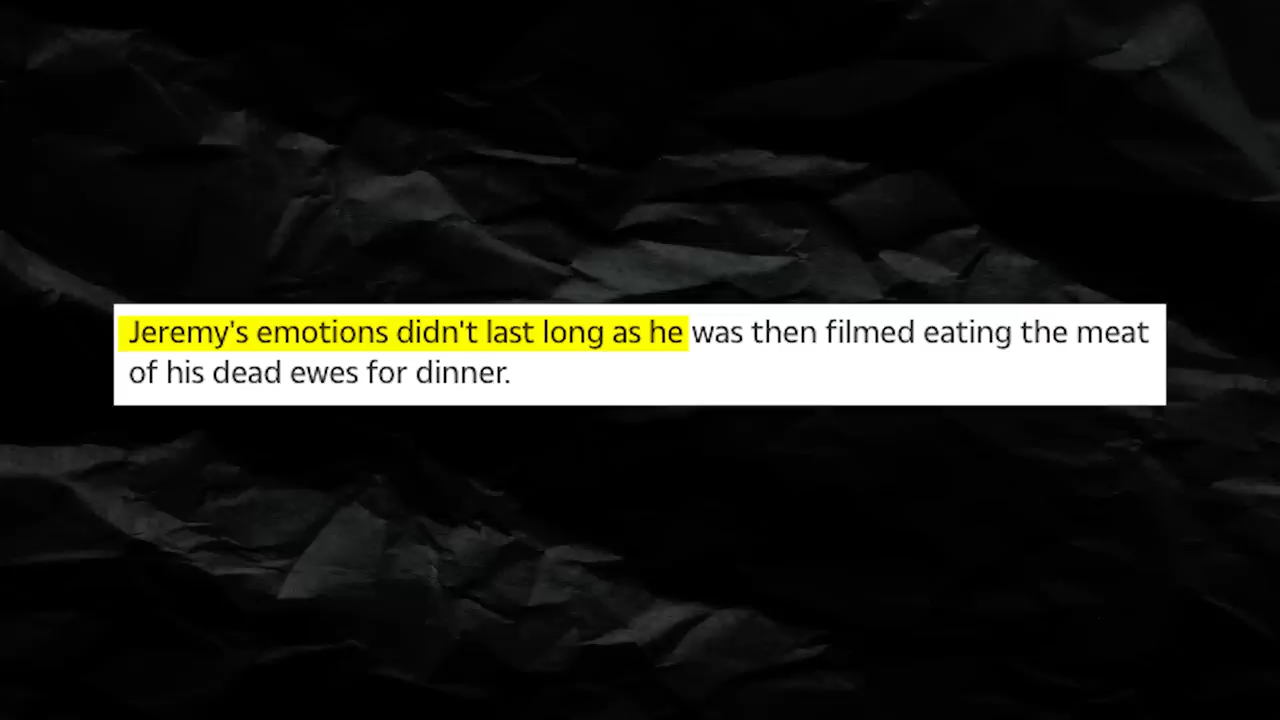 Jeremy's emotions didn't last long as he was then filmed eating the meat
of his dead ewes for dinner.